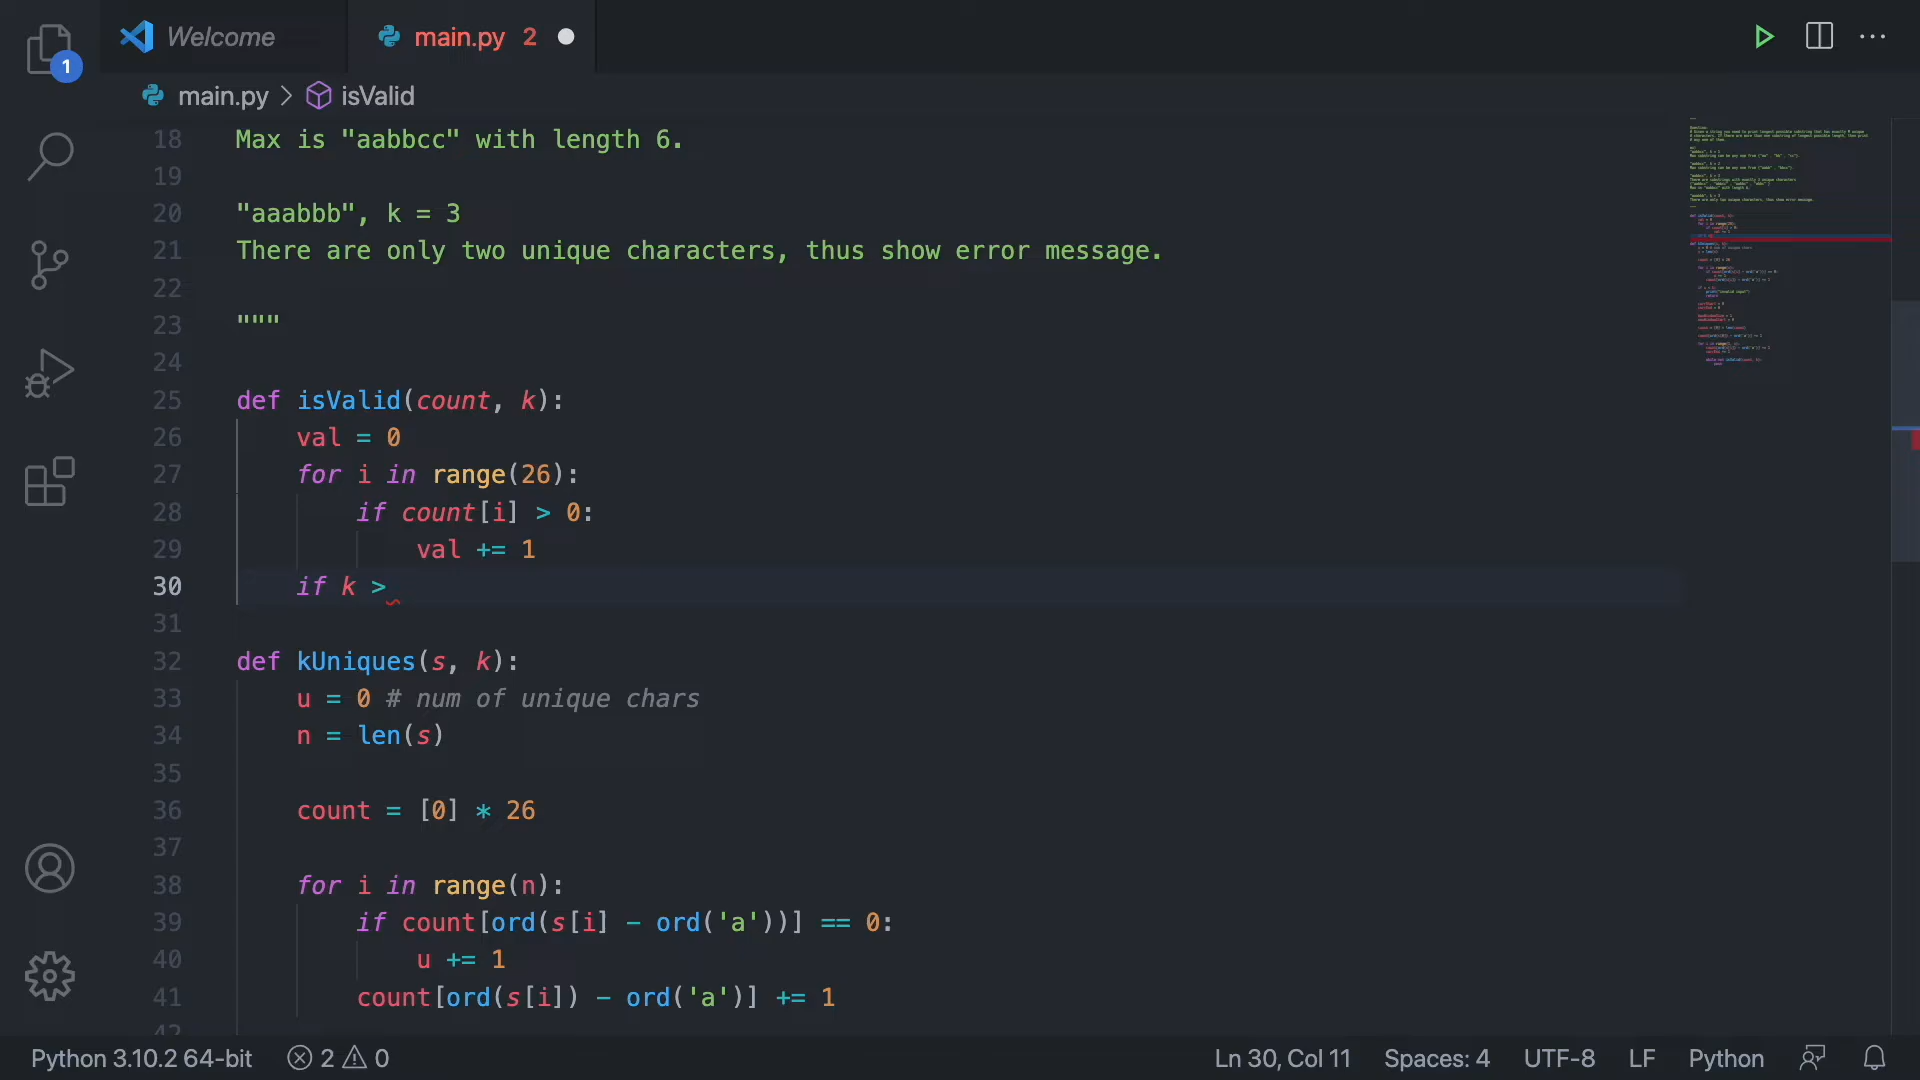 1
Welcome
main.py 2
main.py > isValid
18 Max is "aabbcc" with length 6.
19
20 "aaabbb", k = 3
21 There are only two unique characters, thus show error message.
22
23 """
24
25 def isValid(count, k):
26 val = 0
27 for i in range(26):
28 if count[i] > 0:
29 val += 1
30 if k >
31
32 def kUniques(s, k):
33 u = 0 # num of unique chars
34 n = len(s)
35
36 count = [0] * 26
37
38 for i in range(n):
39 if count[ord(s[i] - ord('a'))] == 0:
40 u += 1
41 count[ord(s[i]) - ord('a')] += 1
42
Python 3.10.2 64-bit 2 0 Ln 30, Col 11 Spaces: 4 UTF-8 LF Python